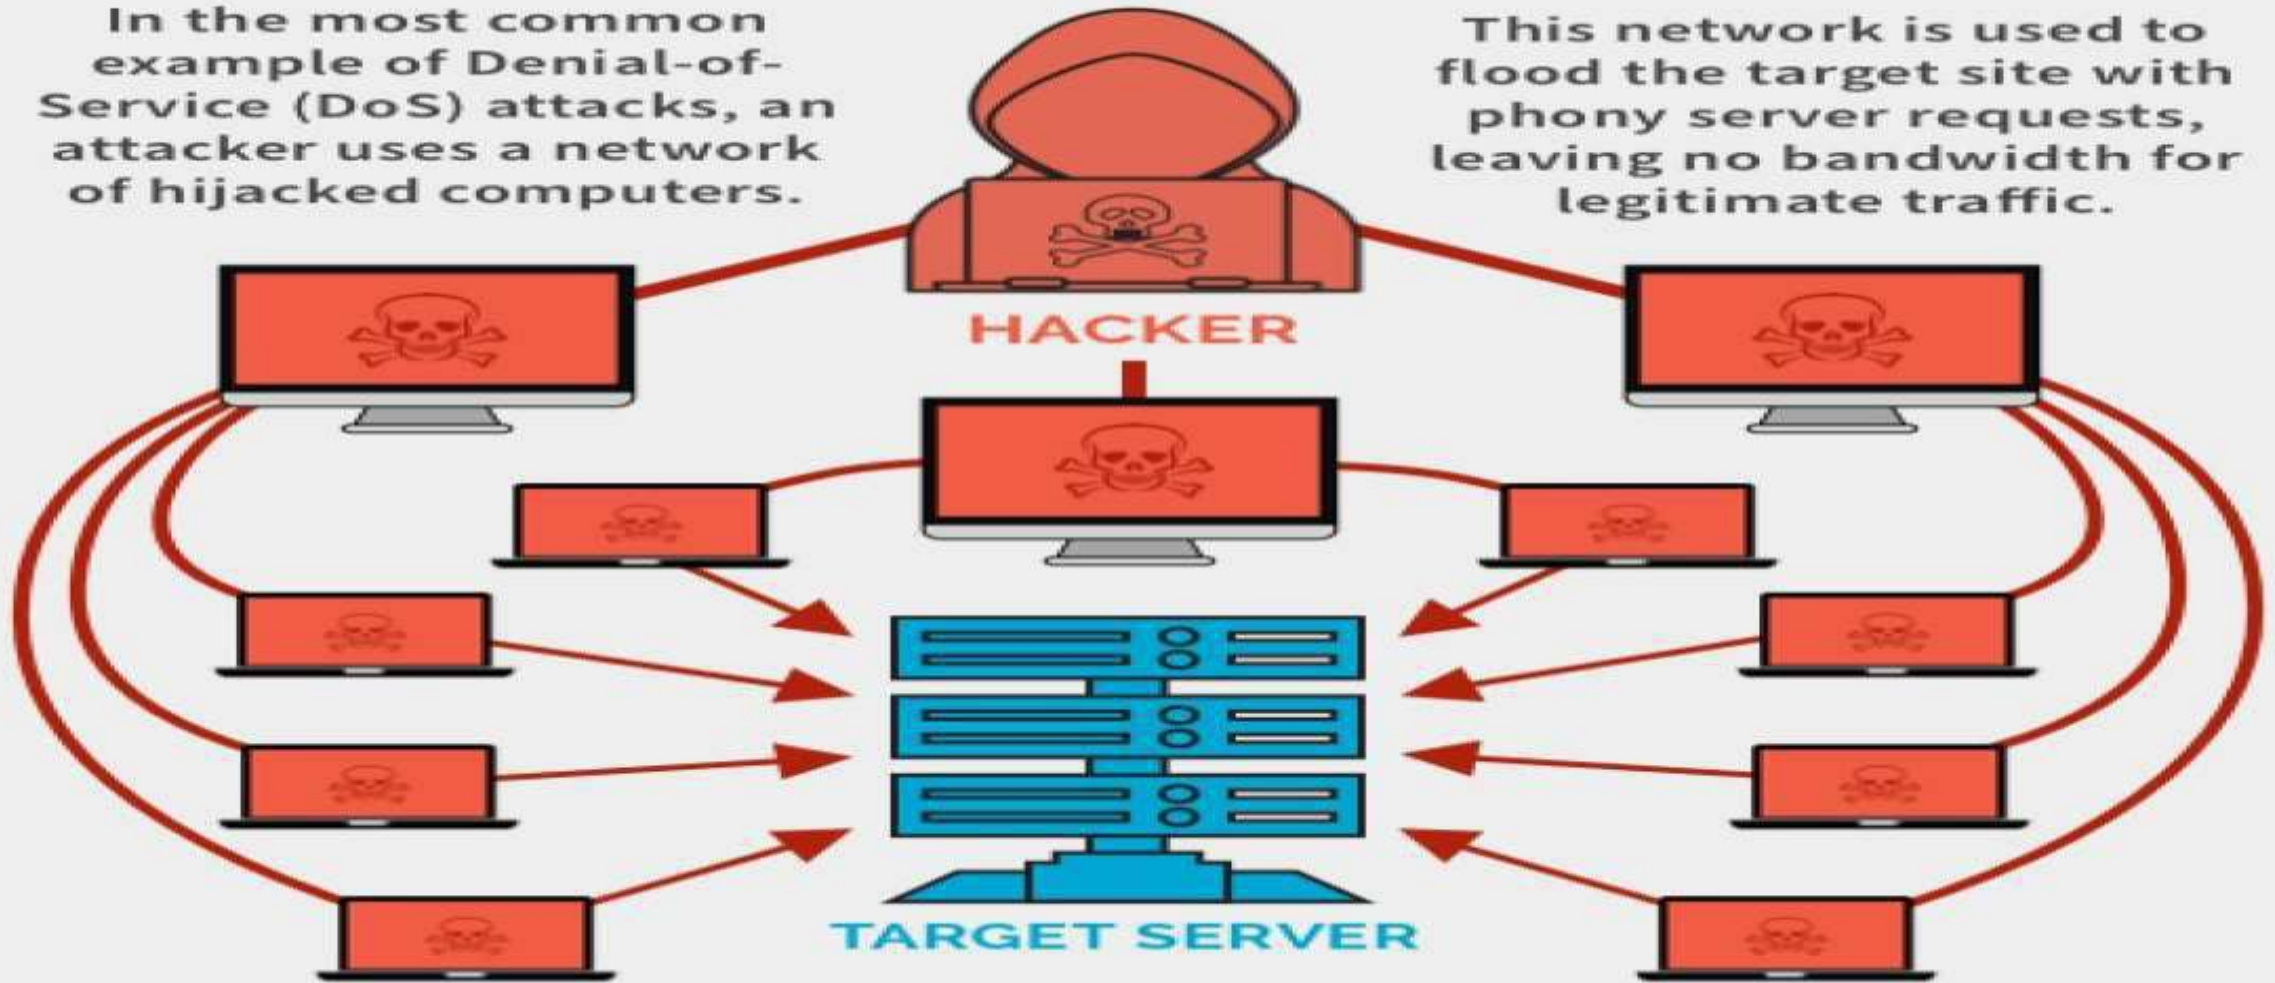 In the most common
example of Denial-of-
Service (DoS) attacks, an
attacker uses a network
of hijacked computers.
This network is used to
flood the target site with
phony server requests,
leaving no bandwidth for
legitimate traffic.
HACKER
TARGET SERVER